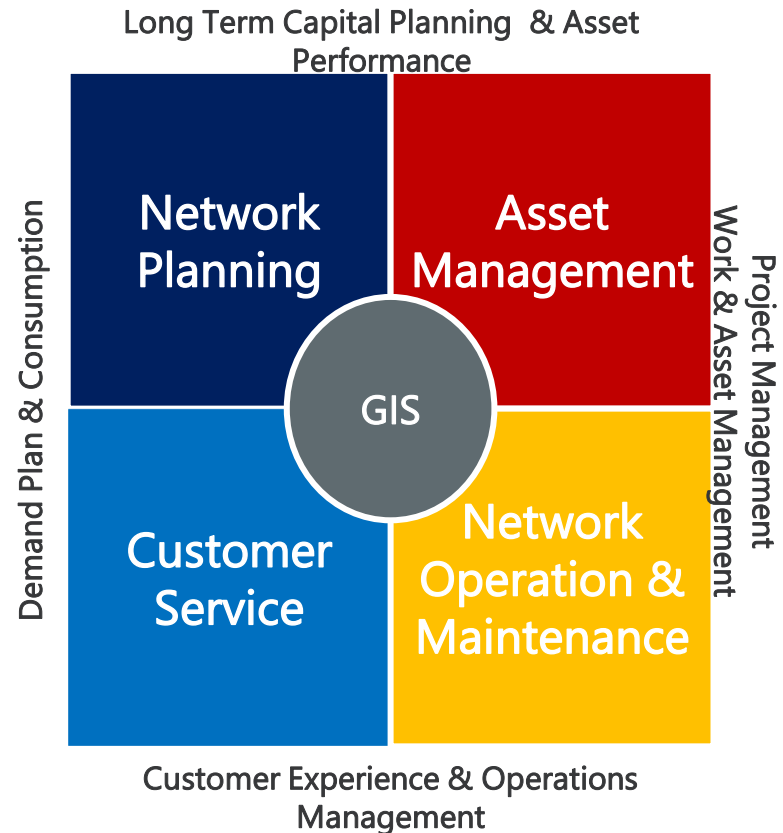 Long Term Capital Planning & Asset
Performance
Network
Planning
Asset
Management
Demand Plan & Consumption
Project Management
Work & Asset Management
GIS
Customer
Service
Network
Operation &
Maintenance
Customer Experience & Operations
Management